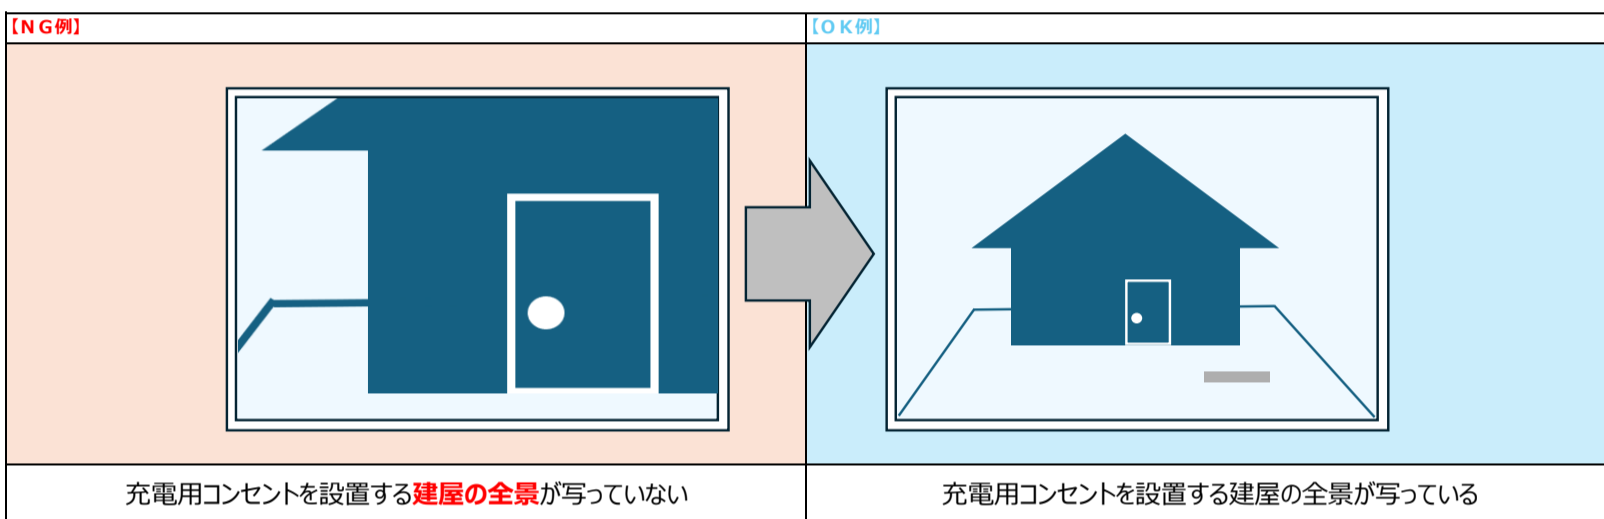 【ＮＧ例】
【ＯＫ例】
充電用コンセントを設置する建屋の全景が写っていない
充電用コンセントを設置する建屋の全景が写っている